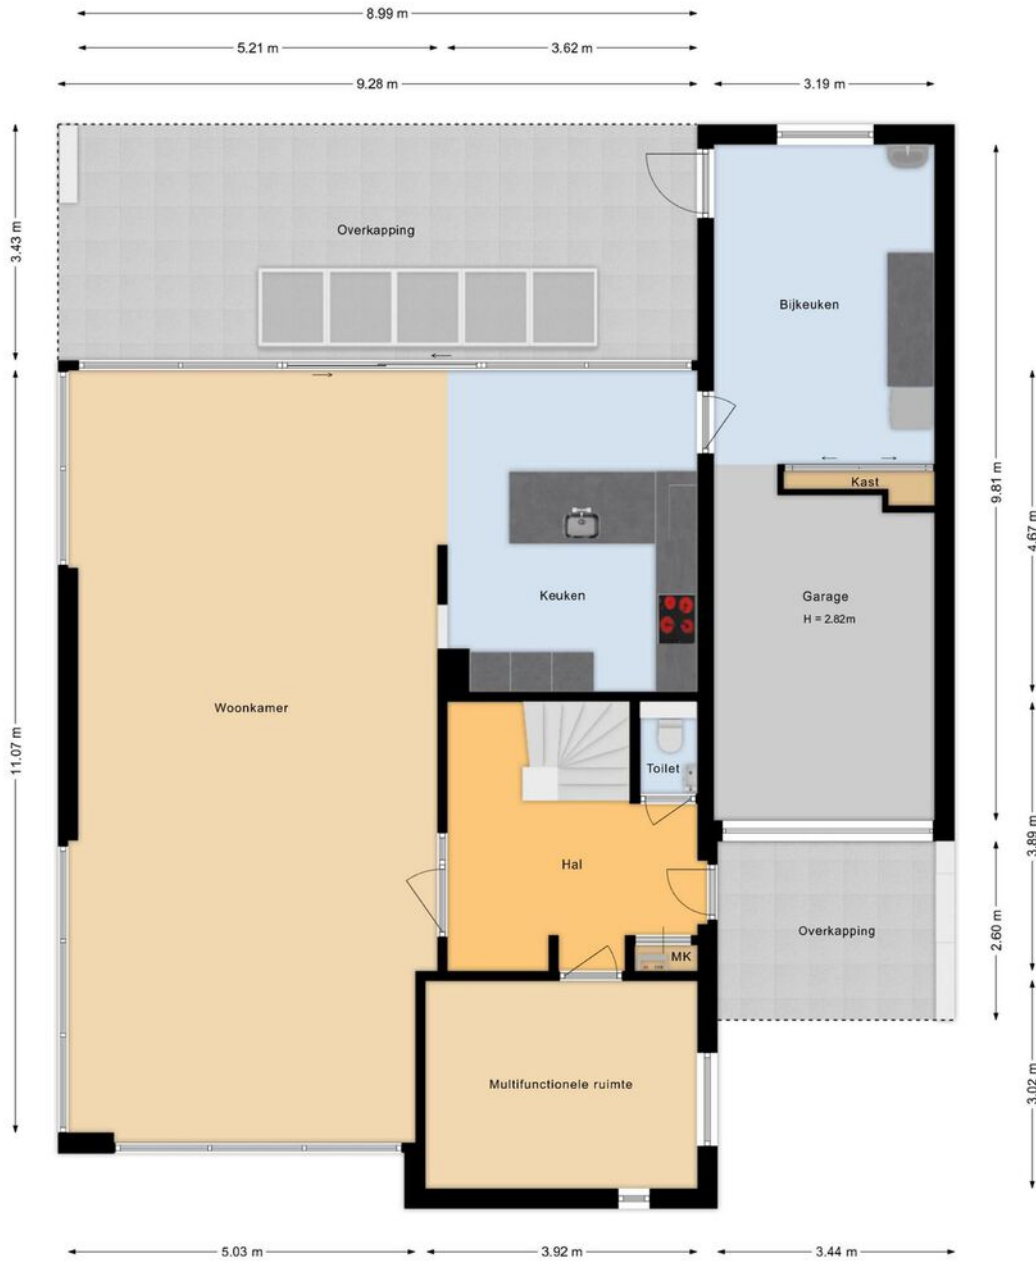 8.99 m
5.21 m
3.62 m
9.28 m
3.19 m
3.43 m
Overkapping
Bijkeuken
Kast
9.81 m
4.67 m
Keuken
Garage
H = 2.82m
Woonkamer
11.07 m
Toilet
Hal
3.89 m
Overkapping
2.60 m
MK
Multifunctionele ruimte
3.02 m
5.03 m
3.92 m
3.44 m